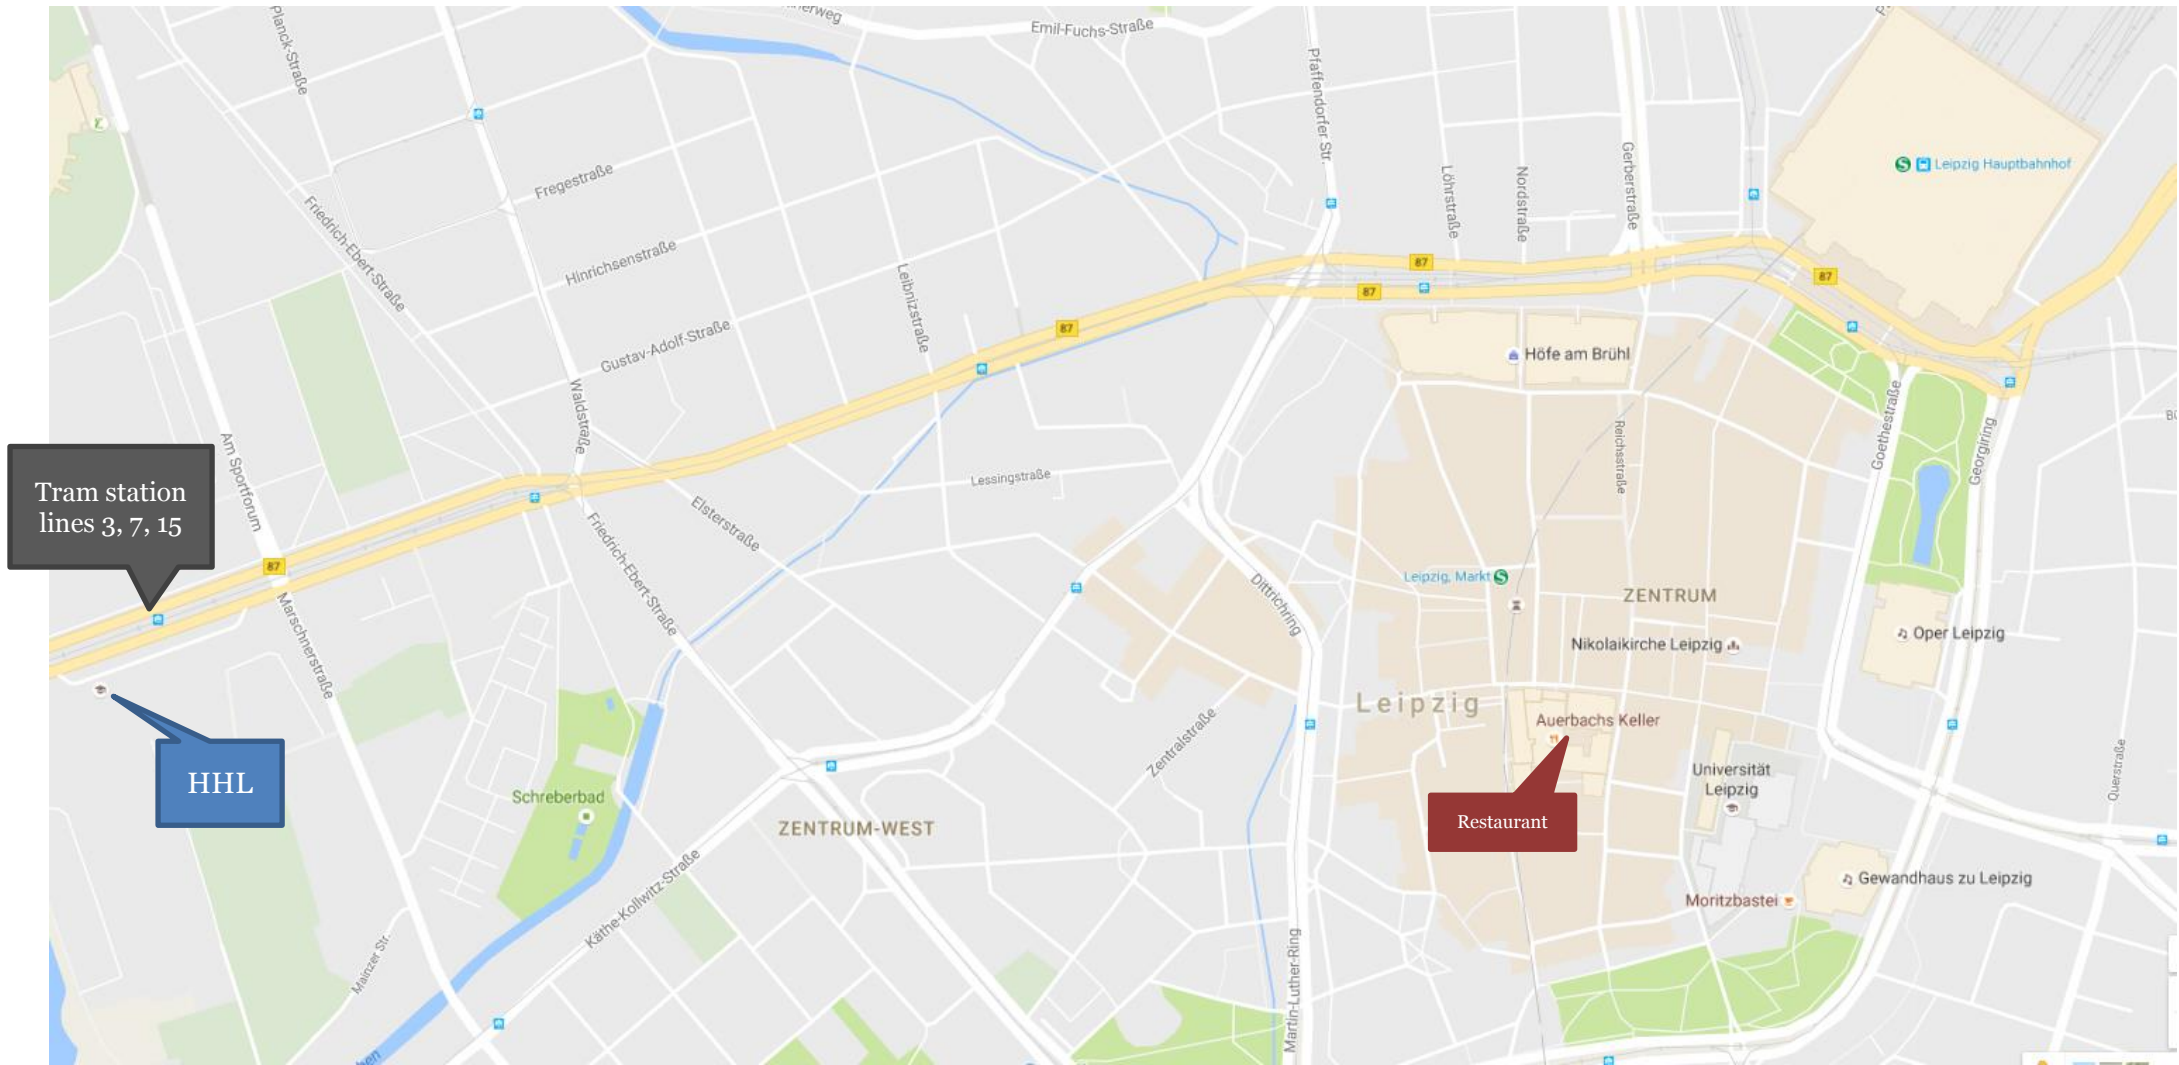 Planck-Straße
Emil-Fuchs-Straße
Pfaffendorfer Str.
Fregestraße
Friedrich-Ebert-Straße
Hinrichsenstraße
Leibnizstraße
Gustav-Adolf-Straße
Waldstraße
Löhrstraße
Nordstraße
Gerberstraße
Leipzig Hauptbahnhof
87
87
87
87
Höfe am Brühl
Reichsstraße
Goethestraße
Georgiring
Am Sportforum
Tram station
lines 3, 7, 15
87
Elsterstraße
Lessingstraße
Friedrich-Ebert-Straße
Marschnerstraße
Dittrichring
Leipzig, Markt
ZENTRUM
Nikolaikirche Leipzig
Oper Leipzig
Leipzig
Auerbachs Keller
Zentralstraße
HHL
Schreberbad
ZENTRUM-WEST
Restaurant
Universität
Leipzig
Querstraße
Käthe-Kollwitz-Straße
Mainzer Str.
Martin-Luther-Ring
Gewandhaus zu Leipzig
Moritzbastei